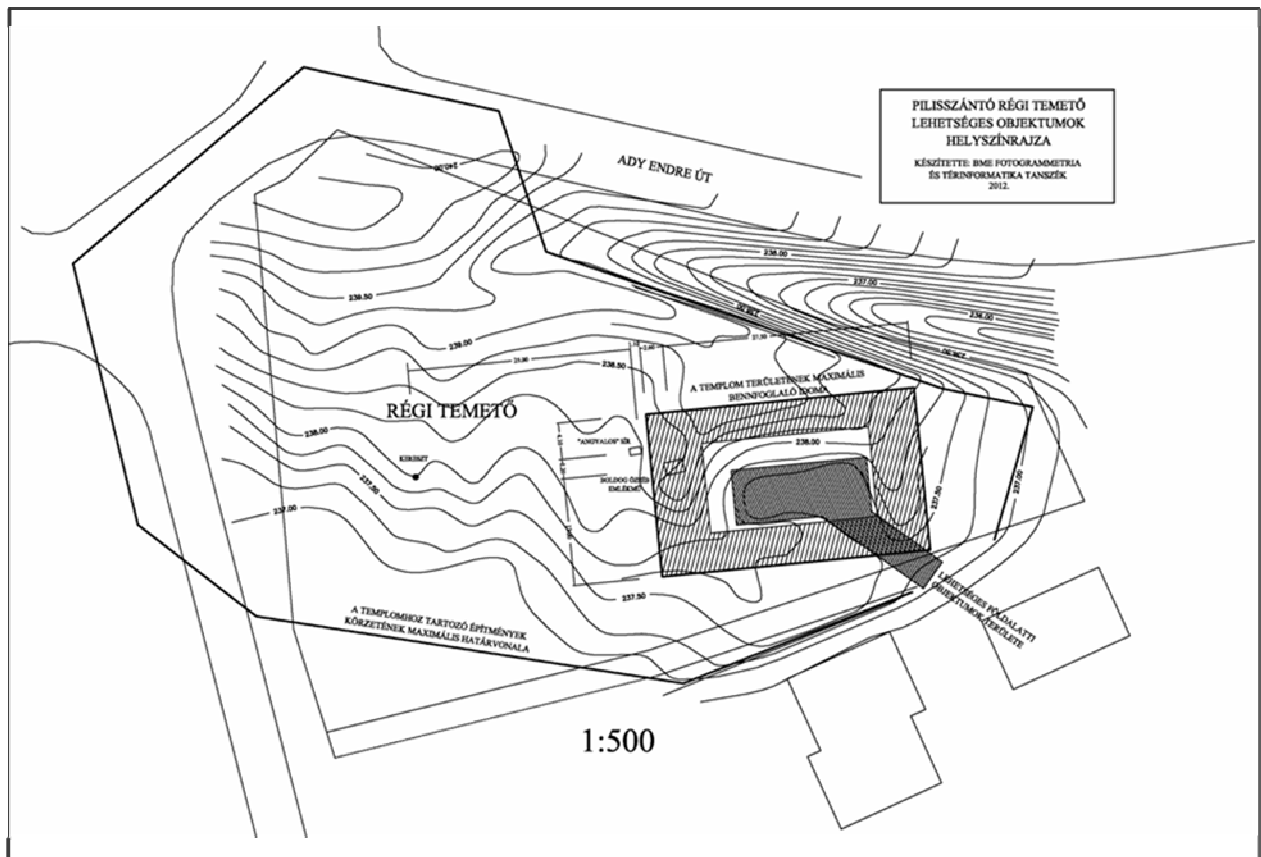 PILISSZÁNTÓ RÉGI TEMETŐ
LEHETSÉGES OBJEKTUMOK
HELYSZÍNRAJZA
KÉSZÍTETTE: BME FOTOGRAMMETRIA
ÉS TÉRINFORMATIKA TANSZÉK
2012.
ADY ENDRE ÚT
238.00
237.00
239.00
238.50
A TEMPLOM TERÜLETÉNEK MAXIMÁLIS
BENNFOGLALÓ IDOMA
RÉGI TEMETŐ
238.00
"ANGYALOS" SÍR
238.00
KERESZT
BOLDOG ÖZSÉB
EMLÉKMŰ
237.50
237.50
237.00
237.50
LEHETSÉGES FÖLDALATTI
OBJEKTUMOK TERÜLETE
A TEMPLOMHOZ TARTOZÓ ÉPÍTMÉNYEK
KÖRZETÉNEK MAXIMÁLIS HATÁRVONALA
1:500